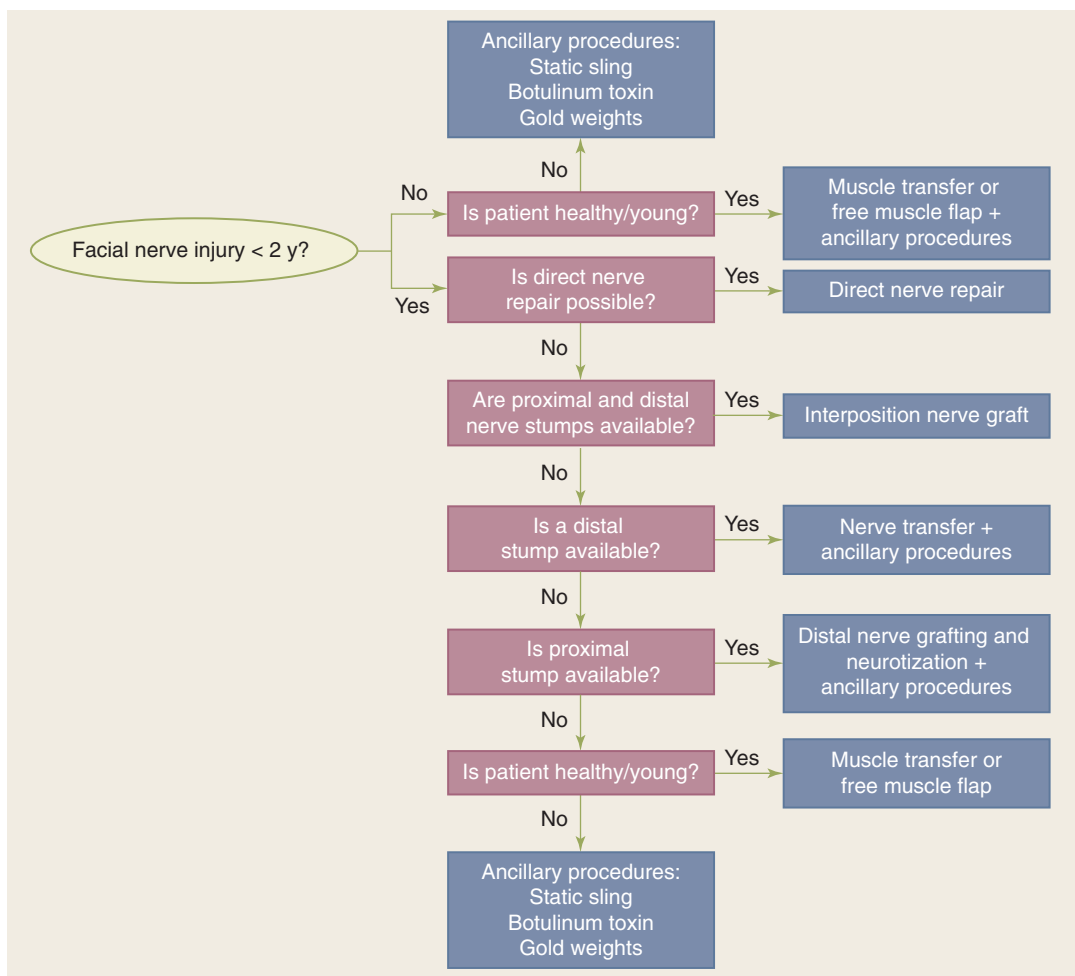 Ancillary procedures:
Static sling
Botulinum toxin
Gold weights
No
No
Is patient healthy/young?
Yes
Muscle transfer or
free muscle flap +
ancillary procedures
Facial nerve injury < 2 y?
Yes
Is direct nerve
repair possible?
Yes
Direct nerve repair
No
Are proximal and distal
nerve stumps available?
Yes
Interposition nerve graft
No
Is a distal
stump available?
Yes
Nerve transfer +
ancillary procedures
No
Is proximal
stump available?
Yes
Distal nerve grafting and
neurotization +
ancillary procedures
No
Is patient healthy/young?
Yes
Muscle transfer or
free muscle flap
No
Ancillary procedures:
Static sling
Botulinum toxin
Gold weights